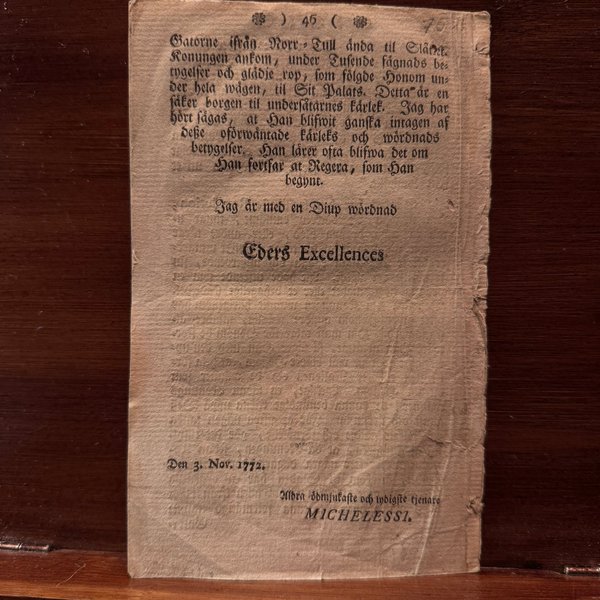 ❀ ) 46 ( ❀
Gatorne ifrån Norr-Tull ända til Slåttet.
Konungen ankom, under Tusende fågnads be-
tygelser och glädje rop, som fölgde Honom un-
der hela wågen, til Sit Palats. Detta är en
säker borgen til undersåtarnes kärlek. Jag har
hört sägas, at Han blifwit ganska intagen af
deße oförwäntade kärleks och wördnads
betygelser. Han lärer ofta blifwa det om
Han fortfar at Regera, som Han
begynt.
Jag är med en Diup wördnad
Eders Excellences
Den 3. Nov. 1772.
Aldra ödmjukaste och lydigste tjenare
MICHELESSI.